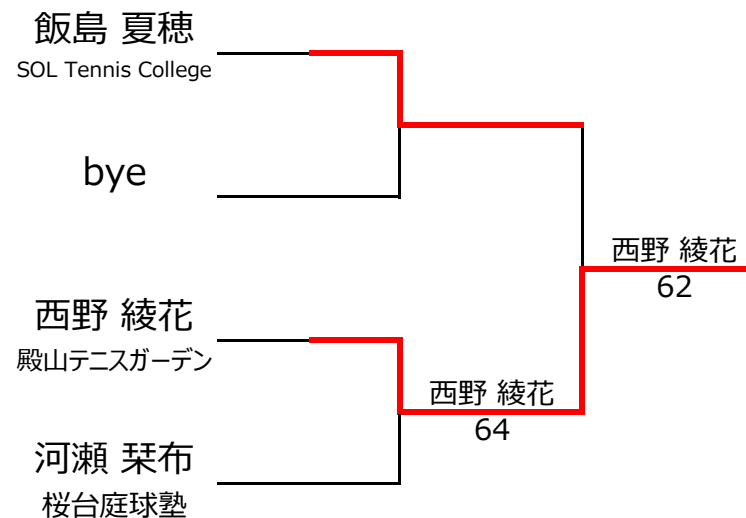 飯島 夏穂
SOL Tennis College
bye
西野 綾花
62
西野 綾花
殿山テニスガーデン
西野 綾花
64
河瀬 栞布
桜台庭球塾